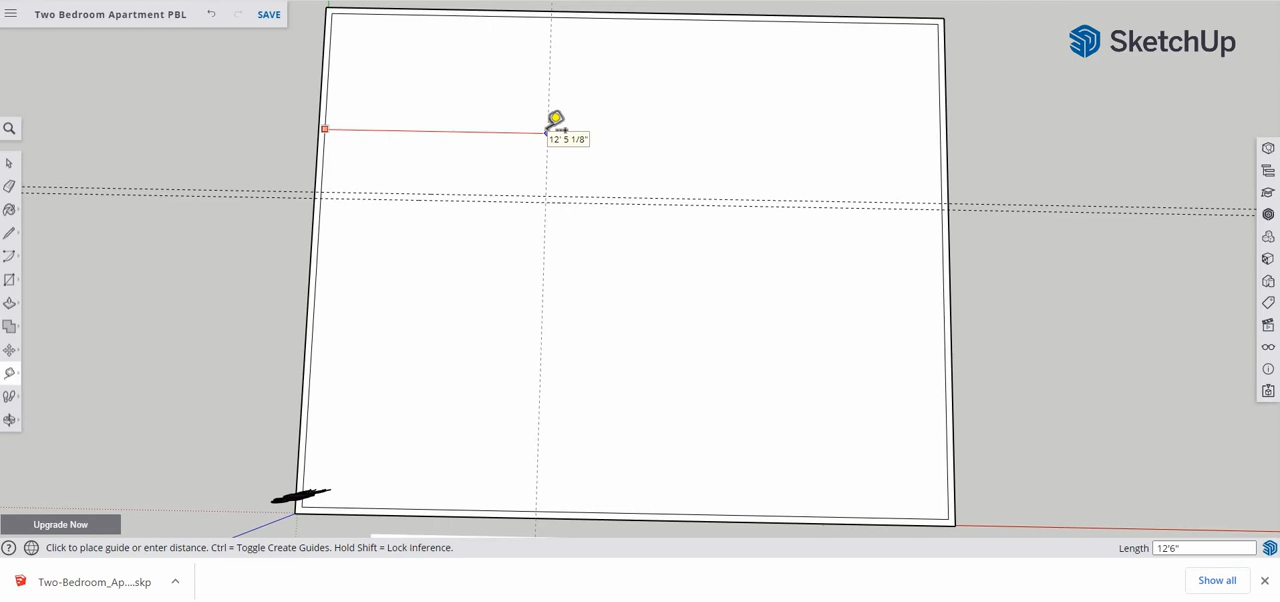 Two Bedroom Apartment PBL
SAVE
SketchUp
12' 5 1/8"
Upgrade Now
Click to place guide or enter distance. Ctrl = Toggle Create Guides. Hold Shift = Lock Inference.
Length 12'6"
Two-Bedroom_Ap....skp
Show all